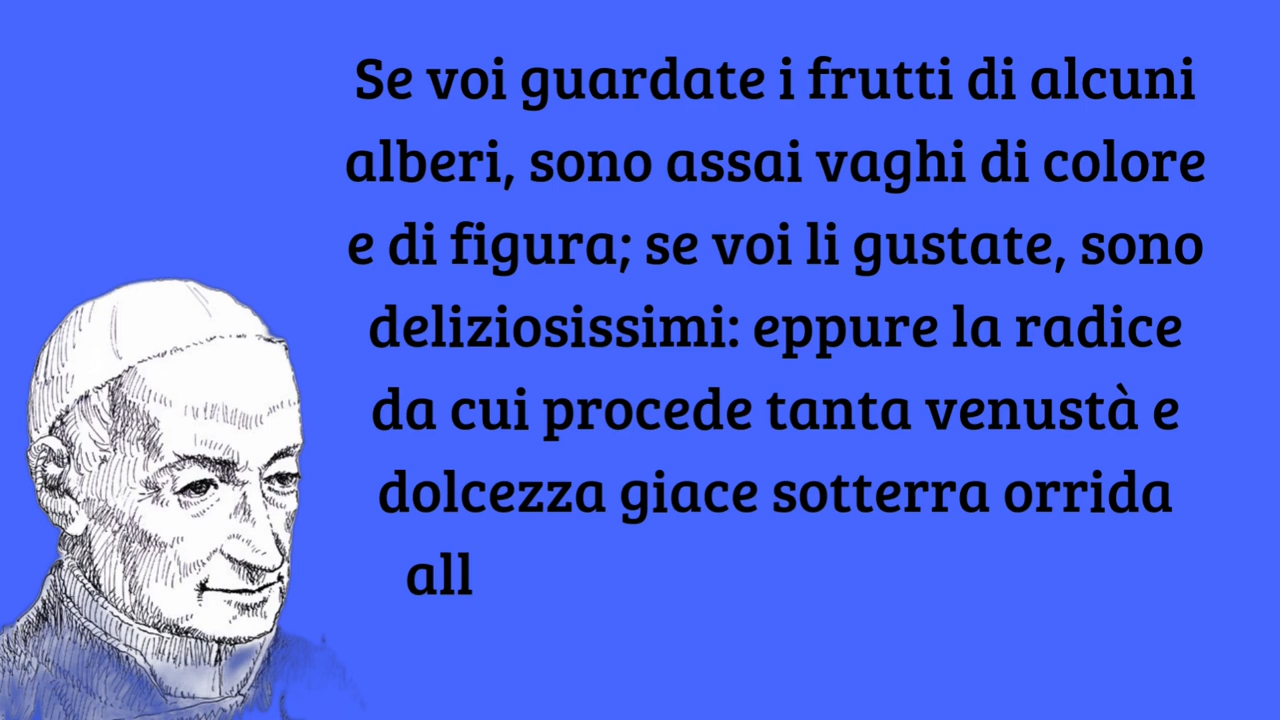 Se voi guardate i frutti di alcuni
alberi, sono assai vaghi di colore
e di figura; se voi li gustate, sono
deliziosissimi: eppure la radice
da cui procede tanta venustà e
dolcezza giace sotterra orrida
all